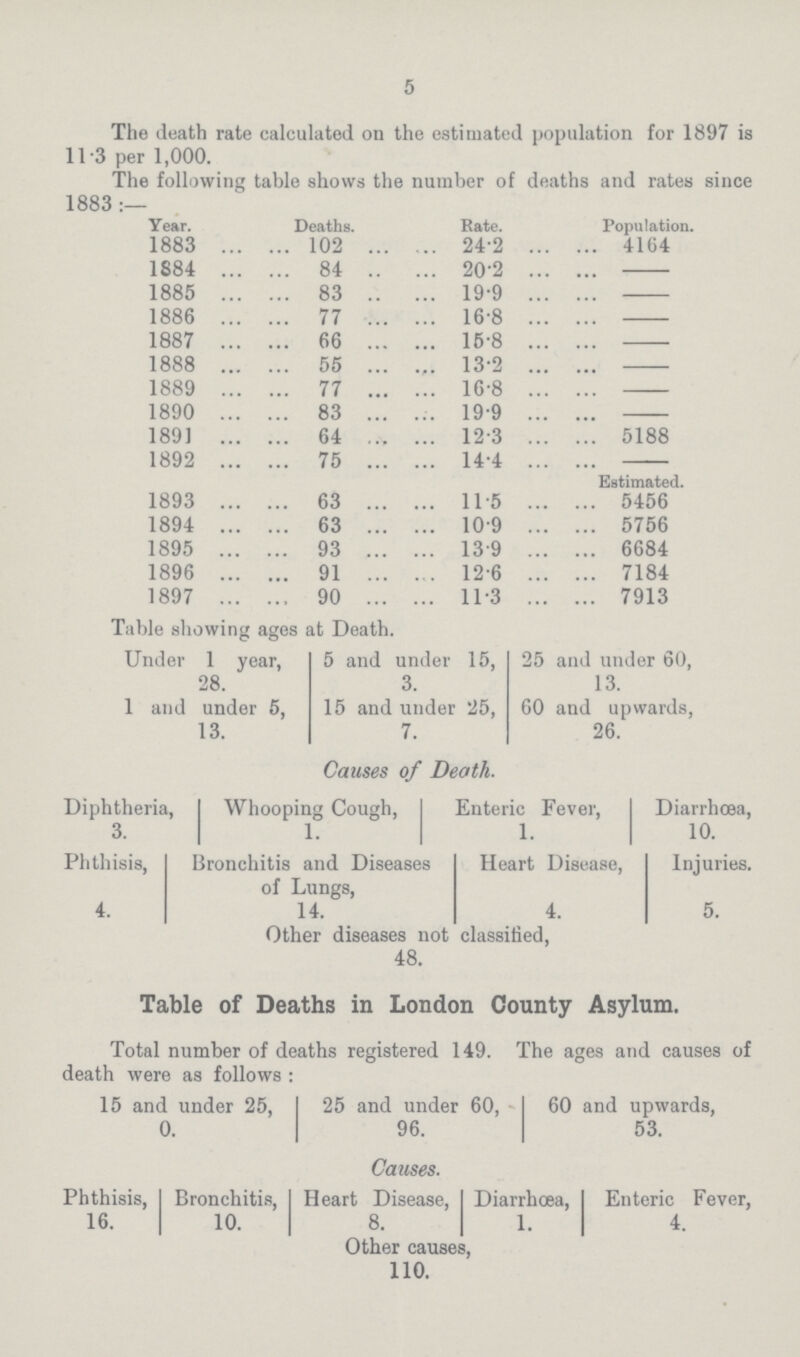 5
The death rate calculated on the estimated population for 1897 is
11·3 per 1,000.
The following table shows the number of deaths and rates since
1883 :—
Year. Deaths. Rate. Population.
1883 ... ... 102 ... ... 24·2 ... ... 4164
1884 ... ... 84 .. ... 20·2 ... ... ——
1885 ... ... 83 .. ... 19·9 ... ... ——
1886 ... ... 77 ... ... 16·8 ... ... ——
1887 ... ... 66 ... ... 15·8 ... ... ——
1888 ... ... 55 ... ... 13·2 ... ... ——
1889 ... ... 77 ... ... 16·8 ... ... ——
1890 ... ... 83 ... ... 19·9 ... ... ——
1891 ... ... 64 ... ... 12·3 ... ... 5188
1892 ... ... 75 ... ... 14·4 ... ... ——
Estimated.
1893 ... ... 63 ... ... 11·5 ... ... 5456
1894 ... ... 63 ... ... 10·9 ... ... 5756
1895 ... ... 93 ... ... 13·9 ... ... 6684
1896 ... ... 91 ... ... 12·6 ... ... 7184
1897 ... ... 90 ... ... 11·3 ... ... 7913
Table showing ages at Death.
Under 1 year, 5 and under 15, 25 and under 60,
28. 3. 13.
1 and under 5, 15 and under 25, 60 and upwards,
13. 7. 26.
Causes of Death.
Diphtheria, Whooping Cough, Enteric Fever, Diarrhœa,
3. 1. 1. 10.
Phthisis, Bronchitis and Diseases Heart Disease, Injuries.
of Lungs,
4. 14. 4. 5.
Other diseases not classified,
48.
Table of Deaths in London County Asylum.
Total number of deaths registered 149. The ages and causes of
death were as follows :
15 and under 25, 25 and under 60, 60 and upwards,
0. 96. 53.
Causes.
Phthisis, Bronchitis, Heart Disease, Diarrhœa, Enteric Fever,
16. 10. 8. 1. 4.
Other causes,
110.